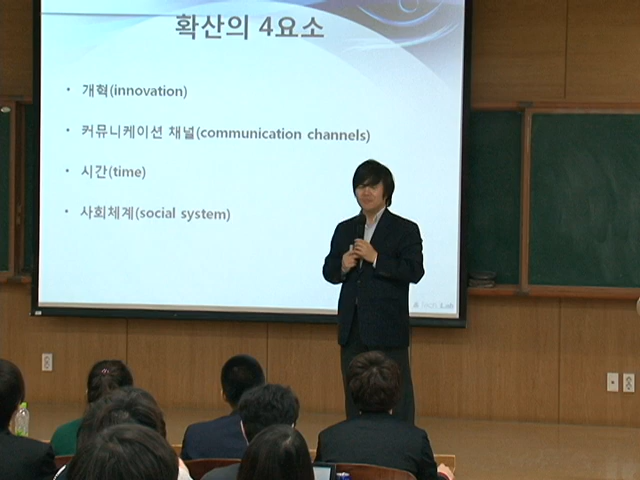 확산의 4요소
• 개혁(innovation)
• 커뮤니케이션 채널(communication channels)
• 시간(time)
• 사회체계(social system)
Lab